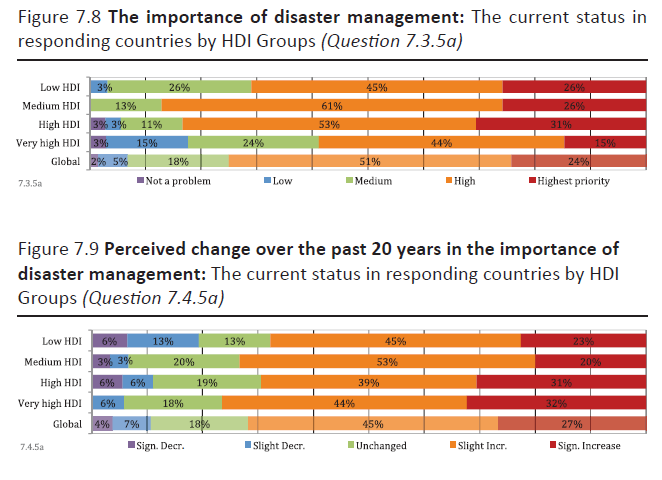 Figure 7.8 The importance of disaster management: The current status in
responding countries by HDI Groups (Question 7.3.5a)
Low HDI 3% 26% 45% 26%
Medium HDI 13% 61% 26%
High HDI 3% 3% 11% 53% 31%
Very high HDI 3% 15% 24% 44% 15%
Global 2% 5% 18% 51% 24%
7.3.5a Not a problem Low Medium High Highest priority
Figure 7.9 Perceived change over the past 20 years in the importance of
disaster management: The current status in responding countries by HDI
Groups (Question 7.4.5a)
Low HDI 6% 13% 13% 45% 23%
Medium HDI 3% 3% 20% 53% 20%
High HDI 6% 6% 19% 39% 31%
Very high HDI 6% 18% 44% 32%
Global 4% 7% 18% 45% 27%
7.4.5a Sign. Decr. Slight Decr. Unchanged Slight Incr. Sign. Increase